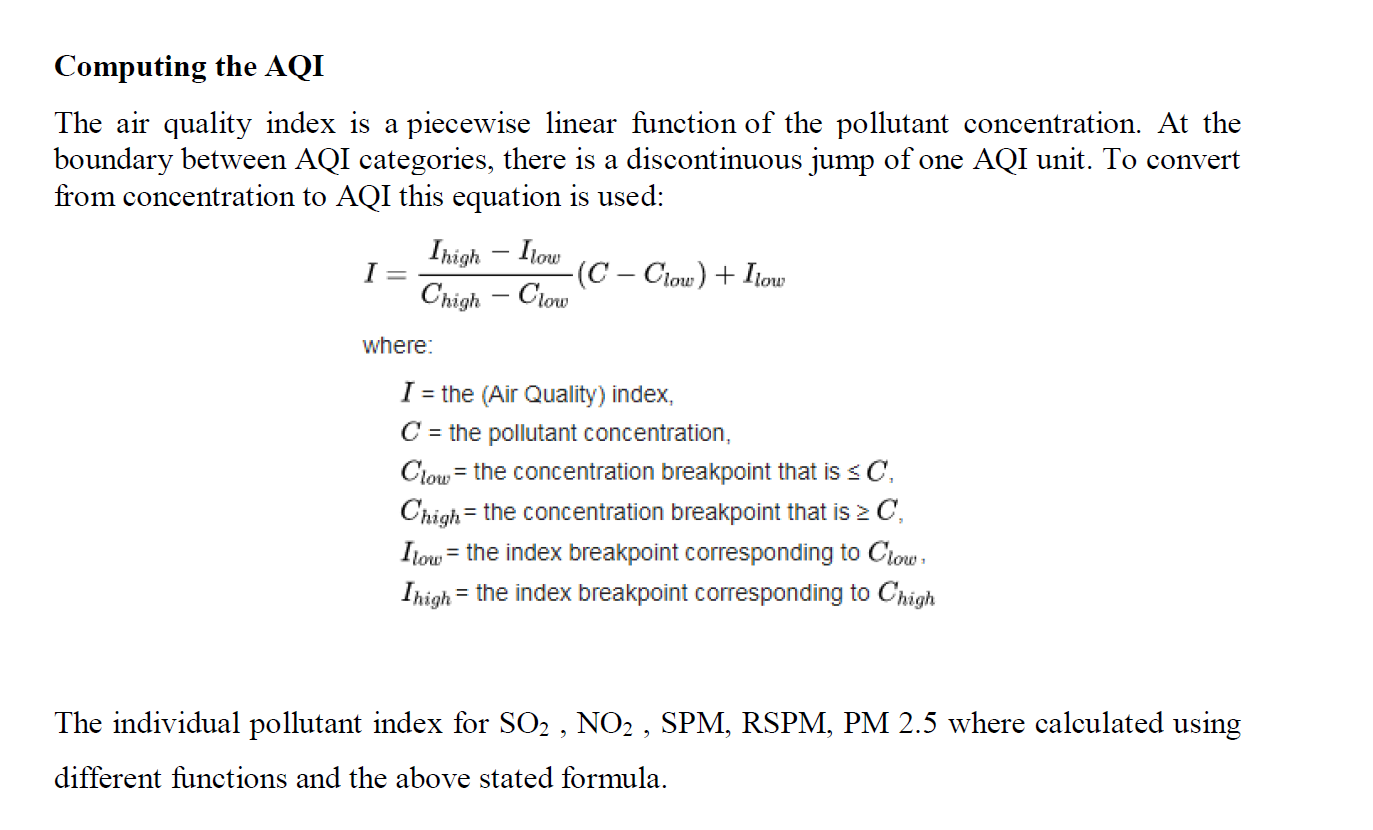 Computing the AQI
The air quality index is a piecewise linear function of the pollutant concentration. At the
boundary between AQI categories, there is a discontinuous jump of one AQI unit. To convert
from concentration to AQI this equation is used:
I = \frac{I_{high} - I_{low}}{C_{high} - C_{low}}(C - C_{low}) + I_{low}
where:
I = the (Air Quality) index,
C = the pollutant concentration,
C_{low} = the concentration breakpoint that is ≤ C,
C_{high} = the concentration breakpoint that is ≥ C,
I_{low} = the index breakpoint corresponding to C_{low},
I_{high} = the index breakpoint corresponding to C_{high}
The individual pollutant index for SO₂ , NO₂ , SPM, RSPM, PM 2.5 where calculated using
different functions and the above stated formula.